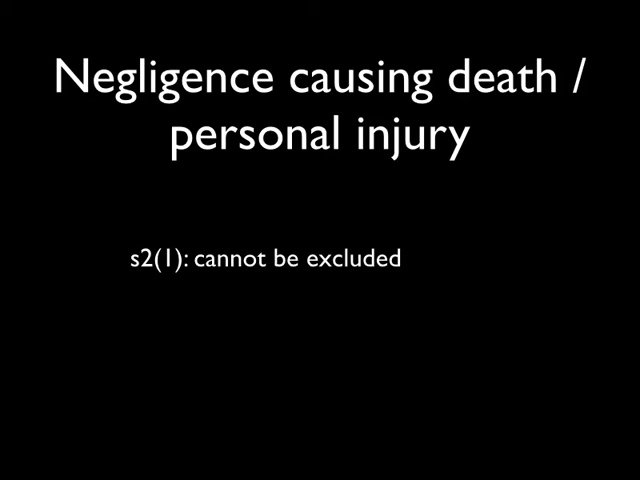 Negligence causing death /
personal injury
s2(1): cannot be excluded